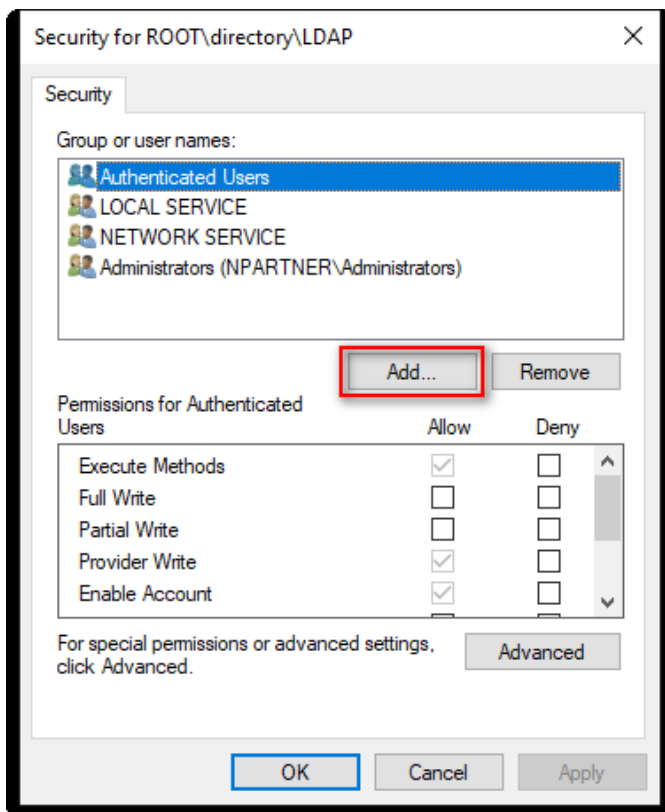 Security for ROOT\directory\LDAP
Security
Group or user names:
Authenticated Users
LOCAL SERVICE
NETWORK SERVICE
Administrators (NPARTNER\Administrators)
Add...
Remove
Permissions for Authenticated
Users
Allow
Deny
Execute Methods
Full Write
Partial Write
Provider Write
Enable Account
For special permissions or advanced settings,
click Advanced.
Advanced
OK
Cancel
Apply